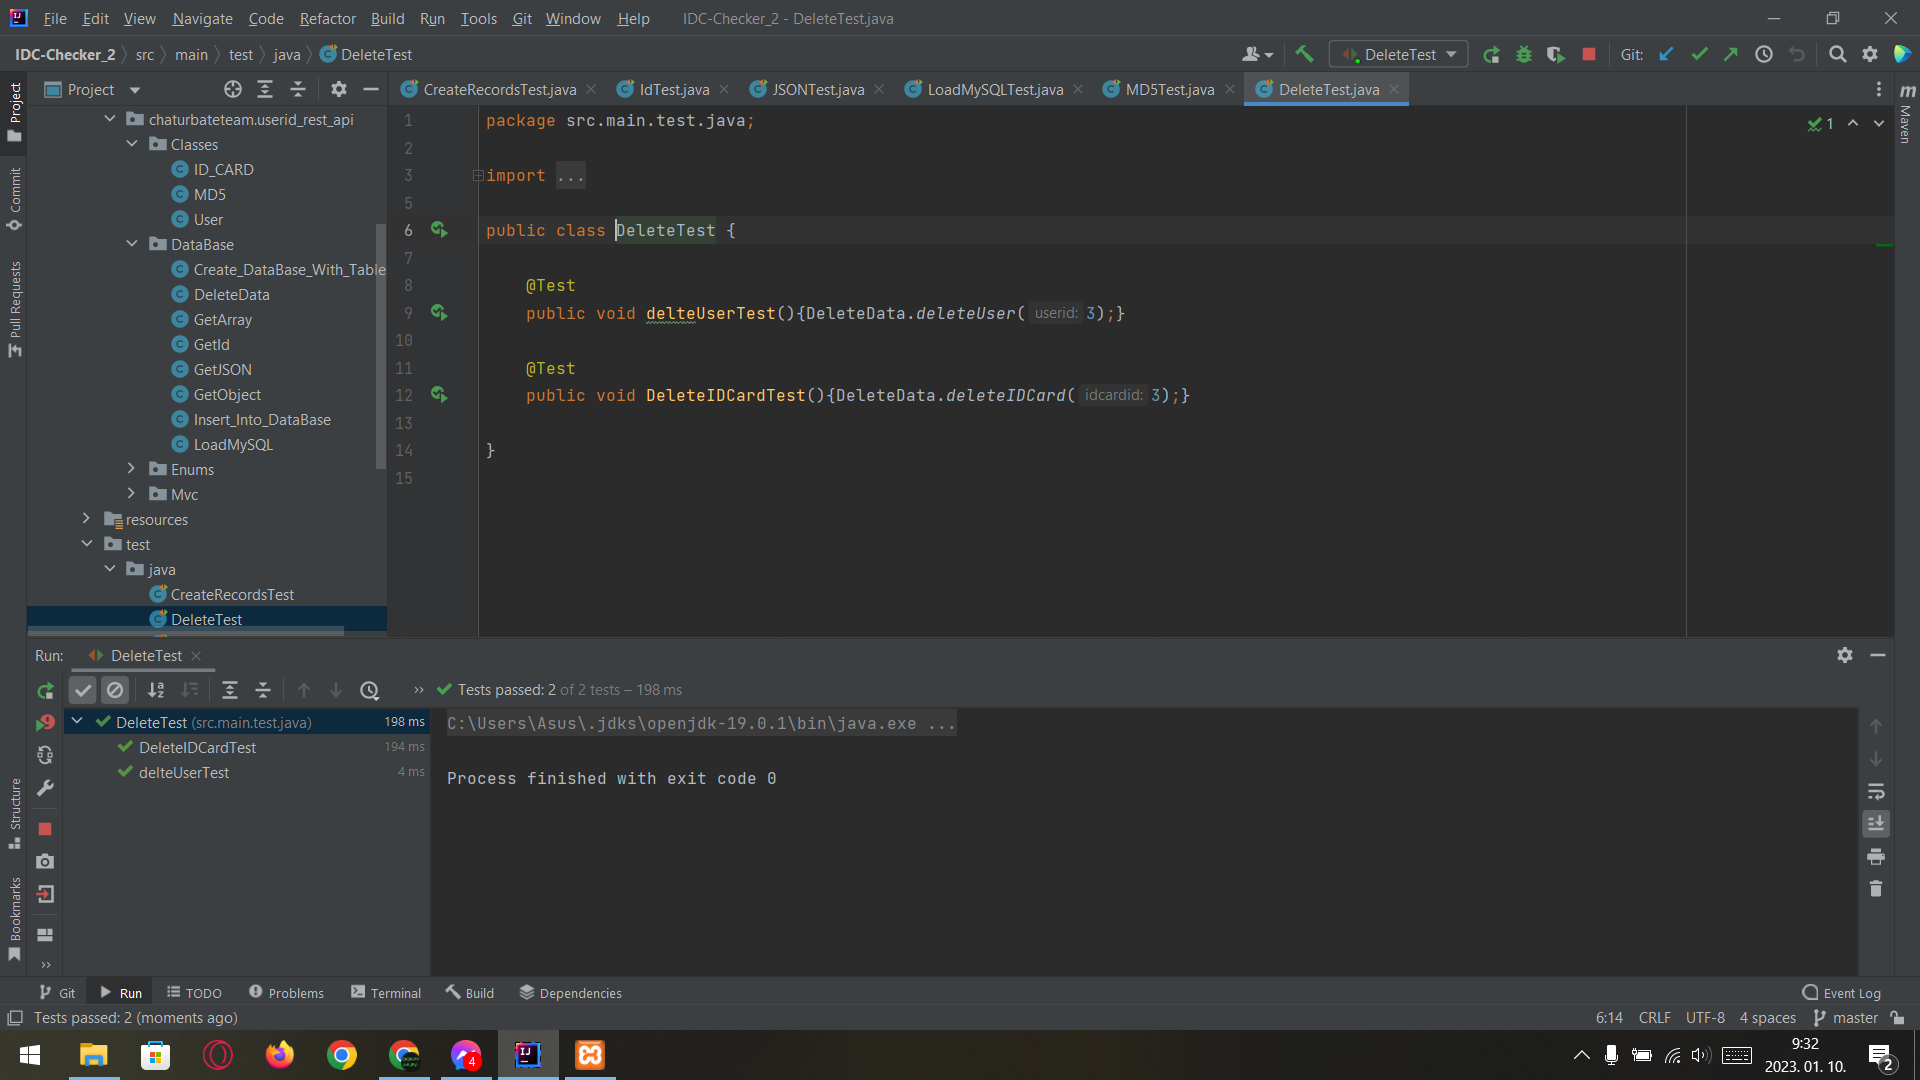 File Edit View Navigate Code Refactor Build Run Tools Git Window Help IDC-Checker_2 - DeleteTest.java
IDC-Checker_2 src main test java DeleteTest
DeleteTest Git:
Project
CreateRecordsTest.java IdTest.java JSONTest.java LoadMySQLTest.java MD5Test.java DeleteTest.java
Project
Commit
Pull Requests
Structure
Bookmarks
Maven
chaturbateteam.userid_rest_api
Classes
ID_CARD
MD5
User
DataBase
Create_DataBase_With_Table
DeleteData
GetArray
GetId
GetJSON
GetObject
Insert_Into_DataBase
LoadMySQL
Enums
Mvc
resources
test
java
CreateRecordsTest
DeleteTest
1 package src.main.test.java;
2
3 import ...
5
6 public class DeleteTest {
7
8 @Test
9 public void delteUserTest(){DeleteData.deleteUser( userid: 3);}
10
11 @Test
12 public void DeleteIDCardTest(){DeleteData.deleteIDCard( idcardid: 3);}
13
14 }
15
1
Run: DeleteTest
Tests passed: 2 of 2 tests – 198 ms
DeleteTest (src.main.test.java) 198 ms
DeleteIDCardTest 194 ms
delteUserTest 4 ms
C:\Users\Asus\.jdks\openjdk-19.0.1\bin\java.exe ...
Process finished with exit code 0
Git Run TODO Problems Terminal Build Dependencies Event Log
Tests passed: 2 (moments ago) 6:14 CRLF UTF-8 4 spaces master
4
9:32
2023. 01. 10.
2